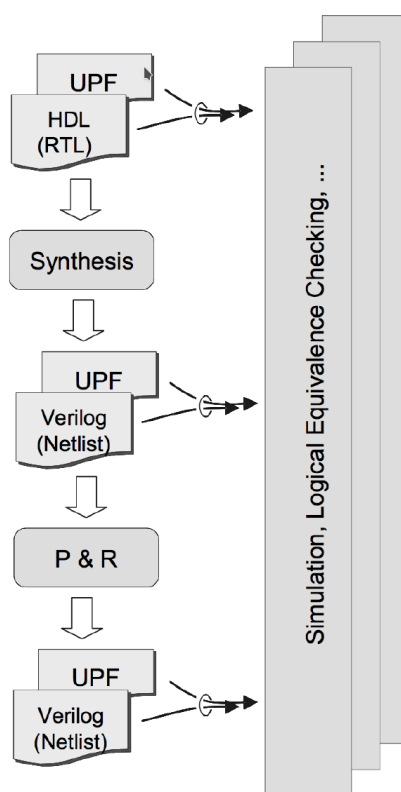 UPF
HDL
(RTL)
Synthesis
UPF
Verilog
(Netlist)
P & R
UPF
Verilog
(Netlist)
Simulation, Logical Equivalence Checking, ...